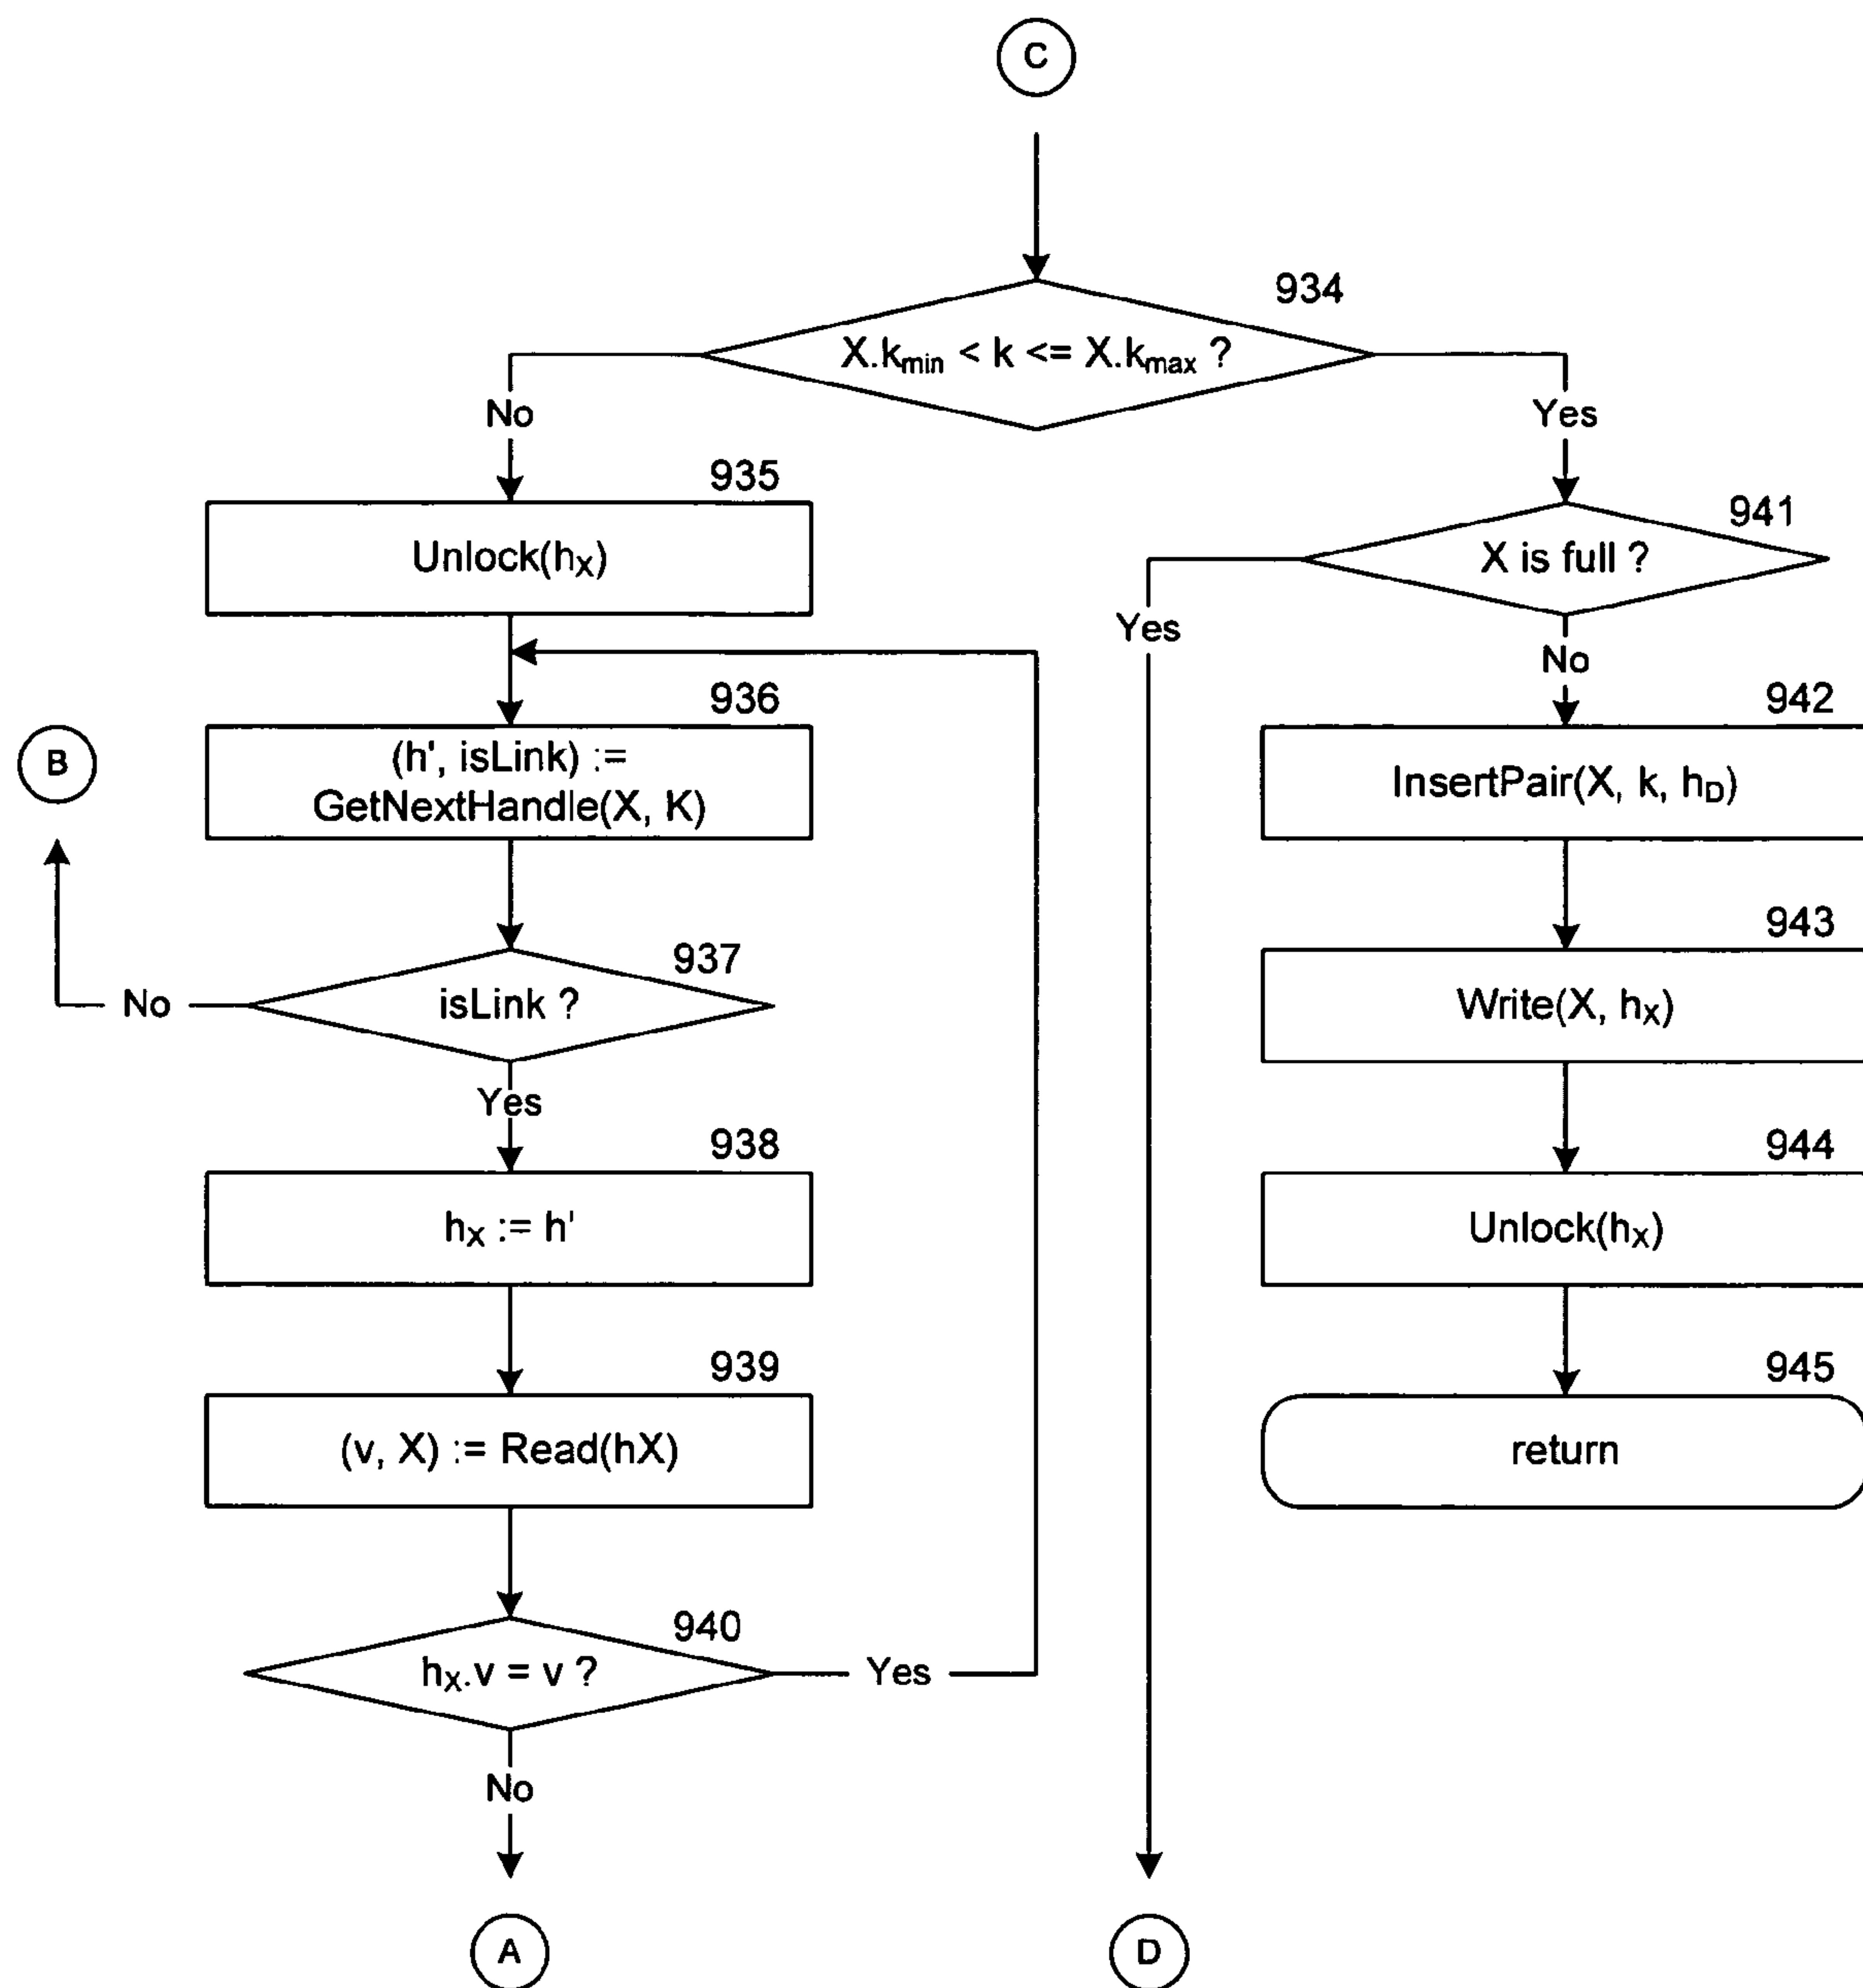 C
934
X.kmin < k <= X.kmax ?
No
Yes
935
Unlock(hX)
941
X is full ?
Yes
No
936
(h', isLink) :=
GetNextHandle(X, K)
B
942
InsertPair(X, k, hD)
937
isLink ?
No
Yes
943
Write(X, hX)
938
hX := h'
944
Unlock(hX)
939
(v, X) := Read(hX)
945
return
940
hX.v = v ?
Yes
No
A
D